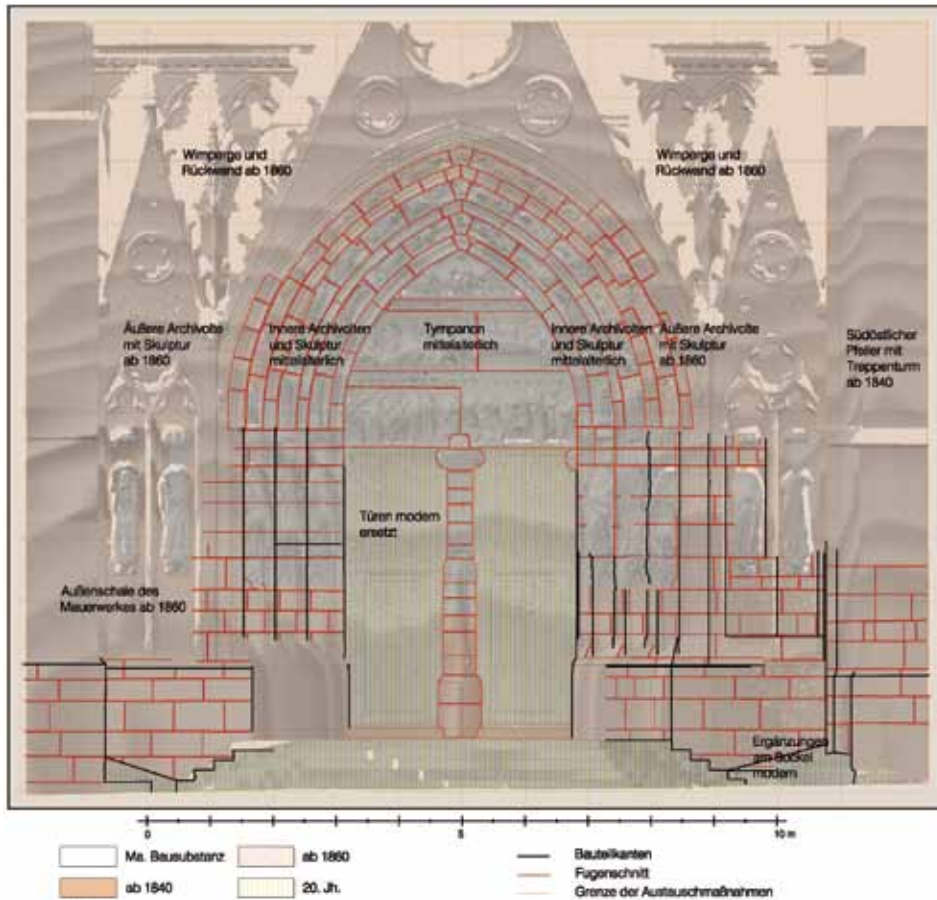 Wimperge und
Rückwand ab 1860
Wimperge und
Rückwand ab 1860
Äußere Archivolte
mit Skulptur
ab 1860
Innere Archivolten
und Skulptur
mittelalterlich
Tympanon
mittelalterlich
Innere Archivolten
und Skulptur
mittelalterlich
Äußere Archivolte
mit Skulptur
ab 1860
Südöstlicher
Pfeiler mit
Treppenturm
ab 1840
Türen modern
ersetzt
Außenschale des
Mauerwerkes ab 1860
Ergänzungen
am Sockel
modern
0 5 10 m
Ma. Bausubstanz
ab 1840
ab 1860
20. Jh.
Bauteilkanten
Fugenschnitt
Grenze der Austauschmaßnahmen